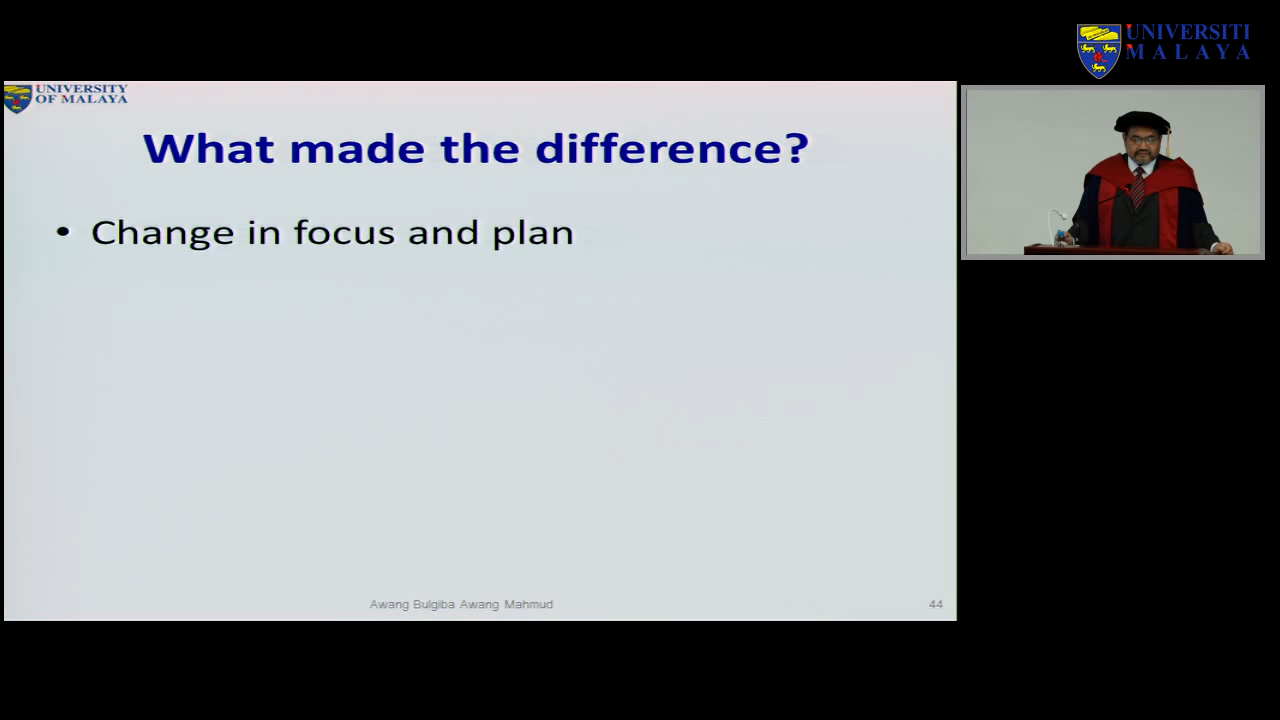 UNIVERSITI
MALAYA
UNIVERSITY
OF MALAYA
What made the difference?
• Change in focus and plan
Awang Bulgiba Awang Mahmud
44